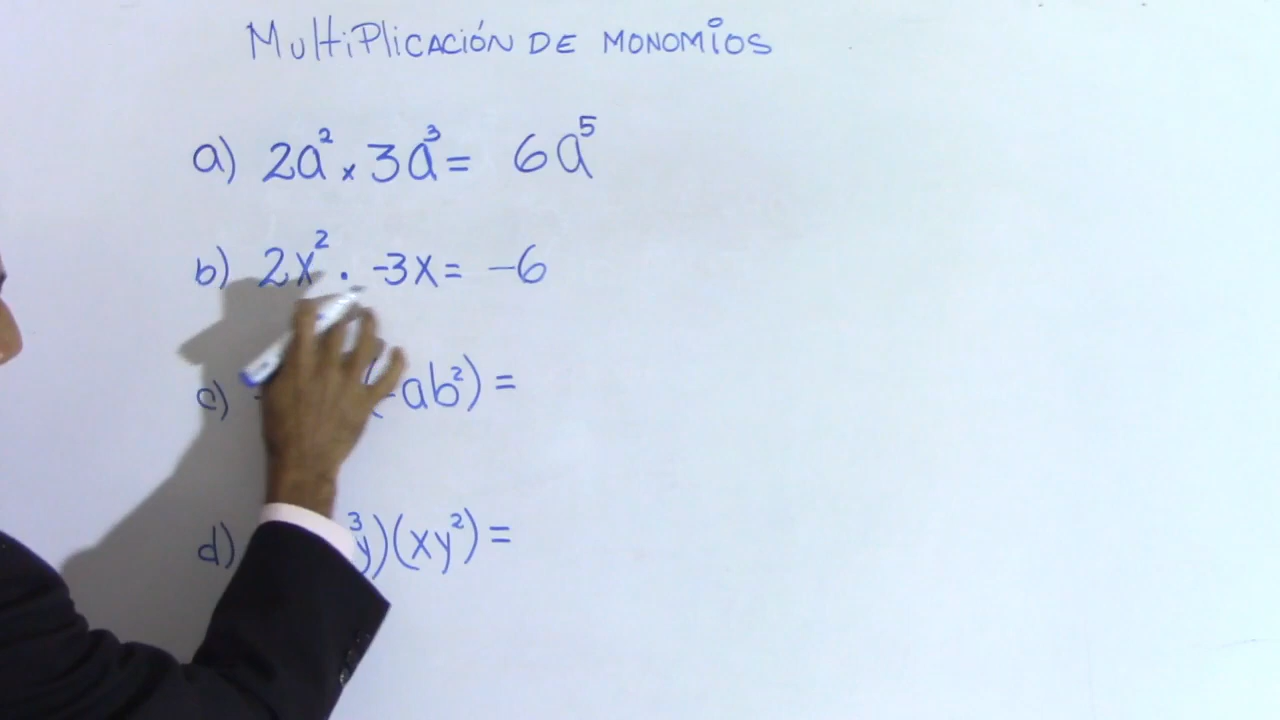 MultiPlicACIÓN DE MONOMIOS
a) 2a² × 3a³ = 6a⁵
b) 2x² · -3x = -6
c) (-ab²) =
d) ³y)(xy²) =